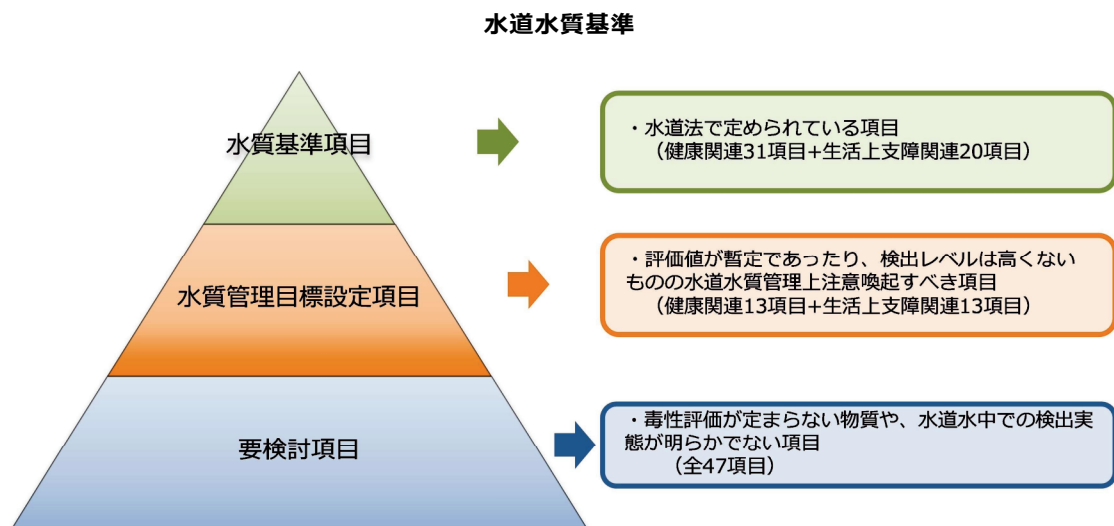 水道水質基準
水質基準項目
・水道法で定められている項目
（健康関連31項目+生活上支障関連20項目）
水質管理目標設定項目
・評価値が暫定であったり、検出レベルは高くない
ものの水道水質管理上注意喚起すべき項目
（健康関連13項目+生活上支障関連13項目）
要検討項目
・毒性評価が定まらない物質や、水道水中での検出実
態が明らかでない項目
（全47項目）